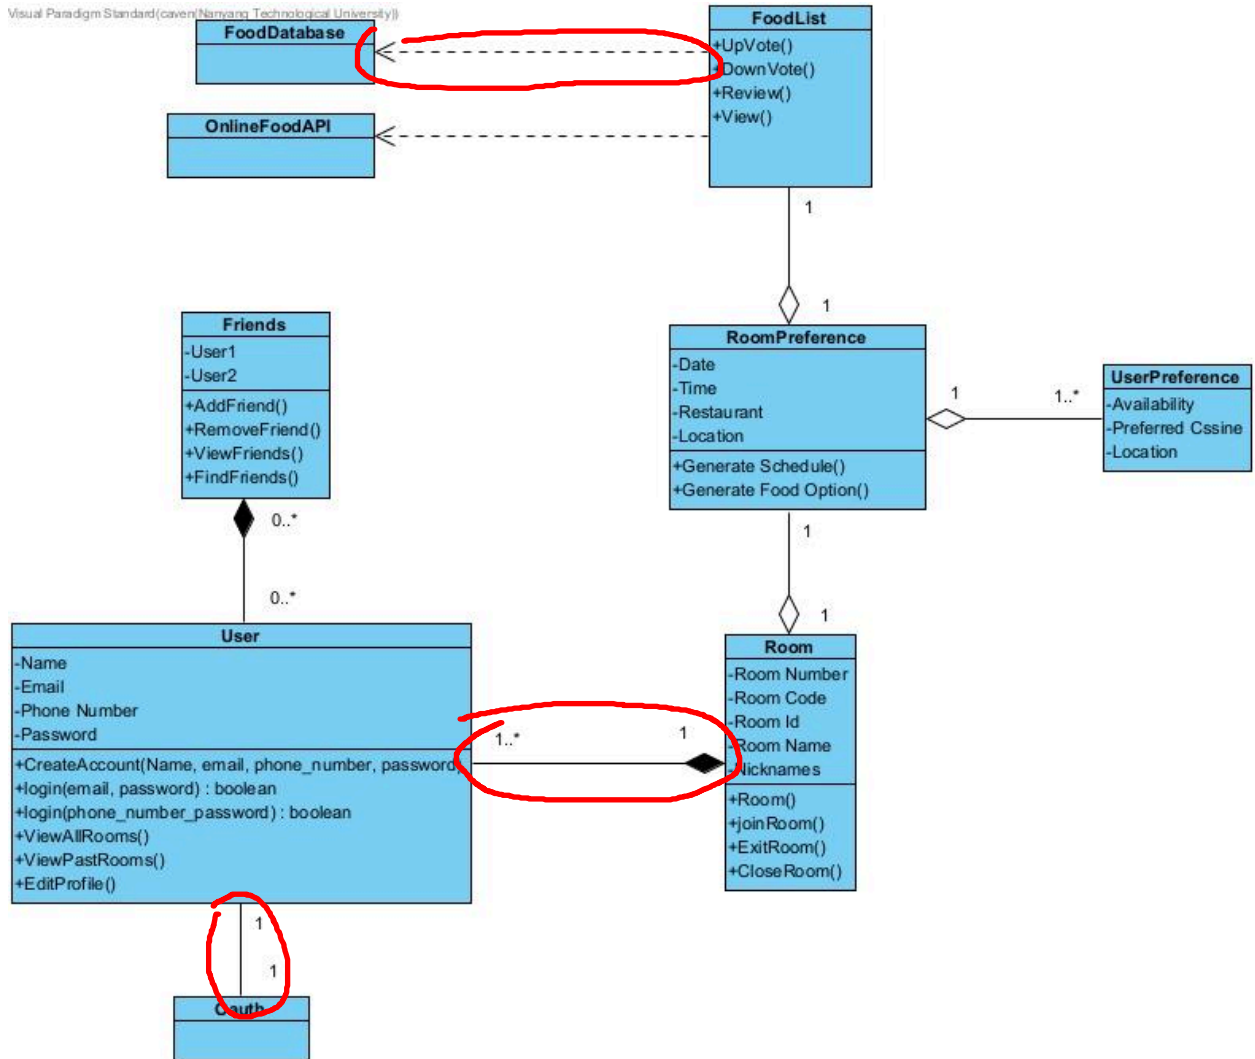 Visual Paradigm Standard(caven(Nanyang Technological University))
FoodDatabase
OnlineFoodAPI
FoodList
+UpVote()
+DownVote()
+Review()
+View()
1
1
RoomPreference
-Date
-Time
-Restaurant
-Location
+Generate Schedule()
+Generate Food Option()
1
1..*
UserPreference
-Availability
-Preferred Cssine
-Location
Friends
-User1
-User2
+AddFriend()
+RemoveFriend()
+ViewFriends()
+FindFriends()
0..*
0..*
1
1
User
-Name
-Email
-Phone Number
-Password
+CreateAccount(Name, email, phone_number, password)
+login(email, password) : boolean
+login(phone_number_password) : boolean
+ViewAllRooms()
+ViewPastRooms()
+EditProfile()
1..*
1
Room
-Room Number
-Room Code
-Room Id
-Room Name
-Nicknames
+Room()
+joinRoom()
+ExitRoom()
+CloseRoom()
1
1
Oauth